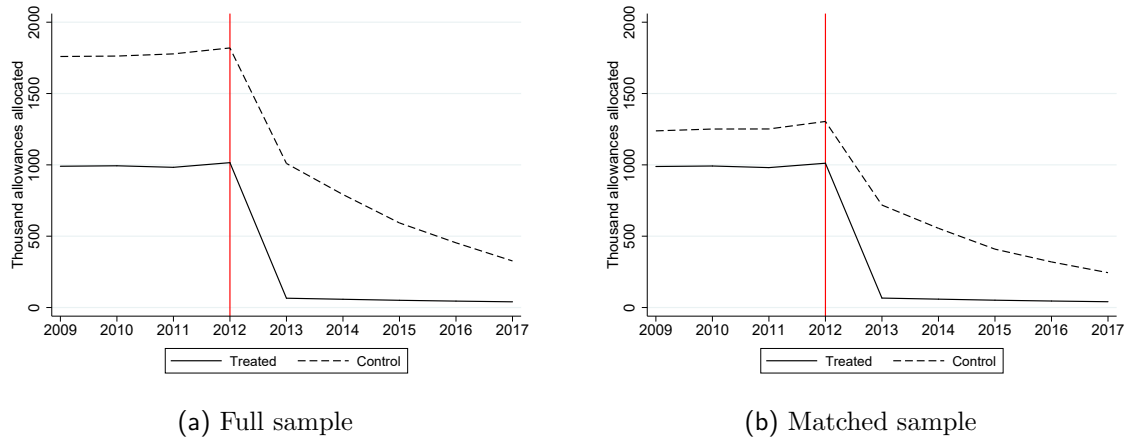 Thousand allowances allocated
2000
1500
1000
500
0
2009 2010 2011 2012 2013 2014 2015 2016 2017
Treated Control
(a) Full sample
Thousand allowances allocated
2000
1500
1000
500
0
2009 2010 2011 2012 2013 2014 2015 2016 2017
Treated Control
(b) Matched sample